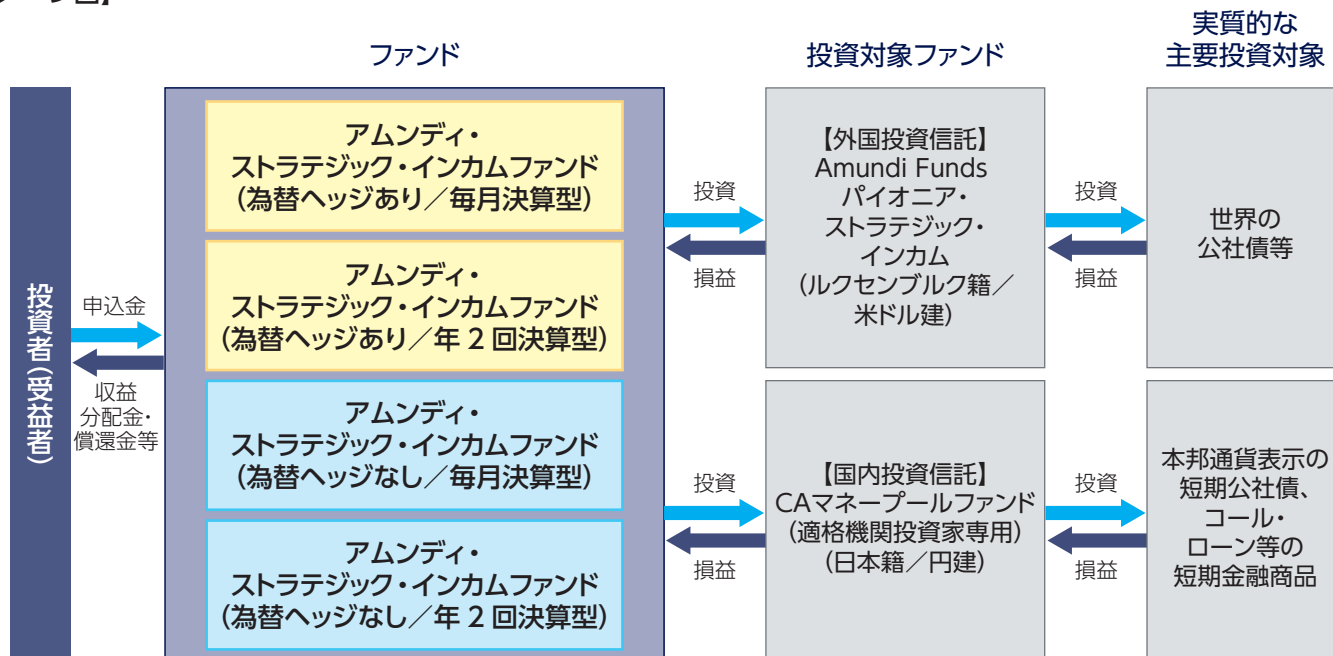 ファンド
投資対象ファンド
実質的な
主要投資対象
投資者(受益者)
申込金
収益
分配金・
償還金等
アムンディ・
ストラテジック・インカムファンド
(為替ヘッジあり/毎月決算型)
アムンディ・
ストラテジック・インカムファンド
(為替ヘッジあり/年2回決算型)
アムンディ・
ストラテジック・インカムファンド
(為替ヘッジなし/毎月決算型)
アムンディ・
ストラテジック・インカムファンド
(為替ヘッジなし/年2回決算型)
投資
損益
【外国投資信託】
Amundi Funds
パイオニア・
ストラテジック・
インカム
(ルクセンブルク籍/
米ドル建)
投資
損益
世界の
公社債等
投資
損益
【国内投資信託】
CAマネープールファンド
(適格機関投資家専用)
(日本籍/円建)
投資
損益
本邦通貨表示の
短期公社債、
コール・
ローン等の
短期金融商品